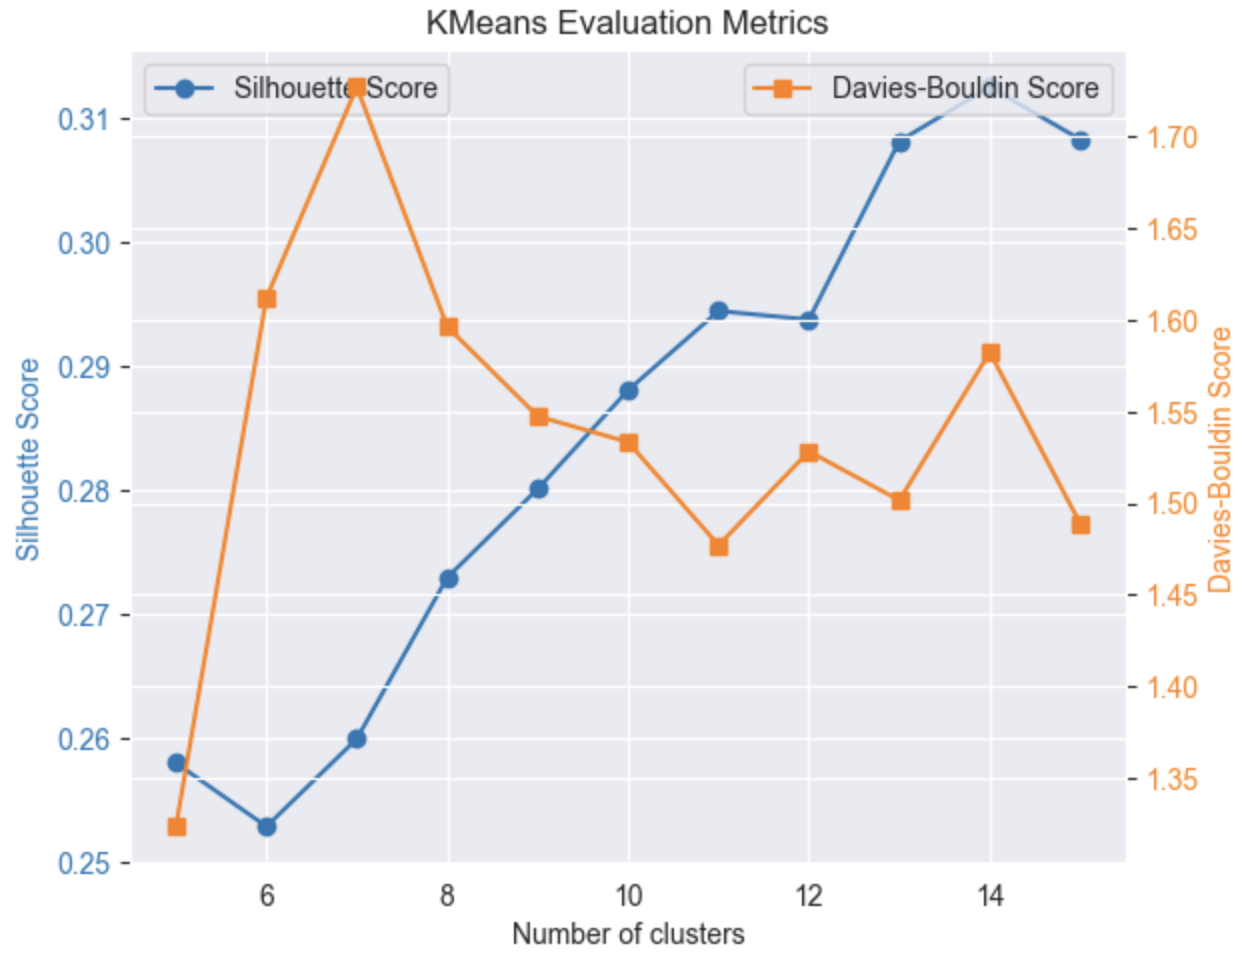 KMeans Evaluation Metrics
Silhouette Score
Davies-Bouldin Score
0.31
0.30
0.29
0.28
0.27
0.26
0.25
Silhouette Score
1.70
1.65
1.60
1.55
1.50
1.45
1.40
1.35
Davies-Bouldin Score
6 8 10 12 14
Number of clusters